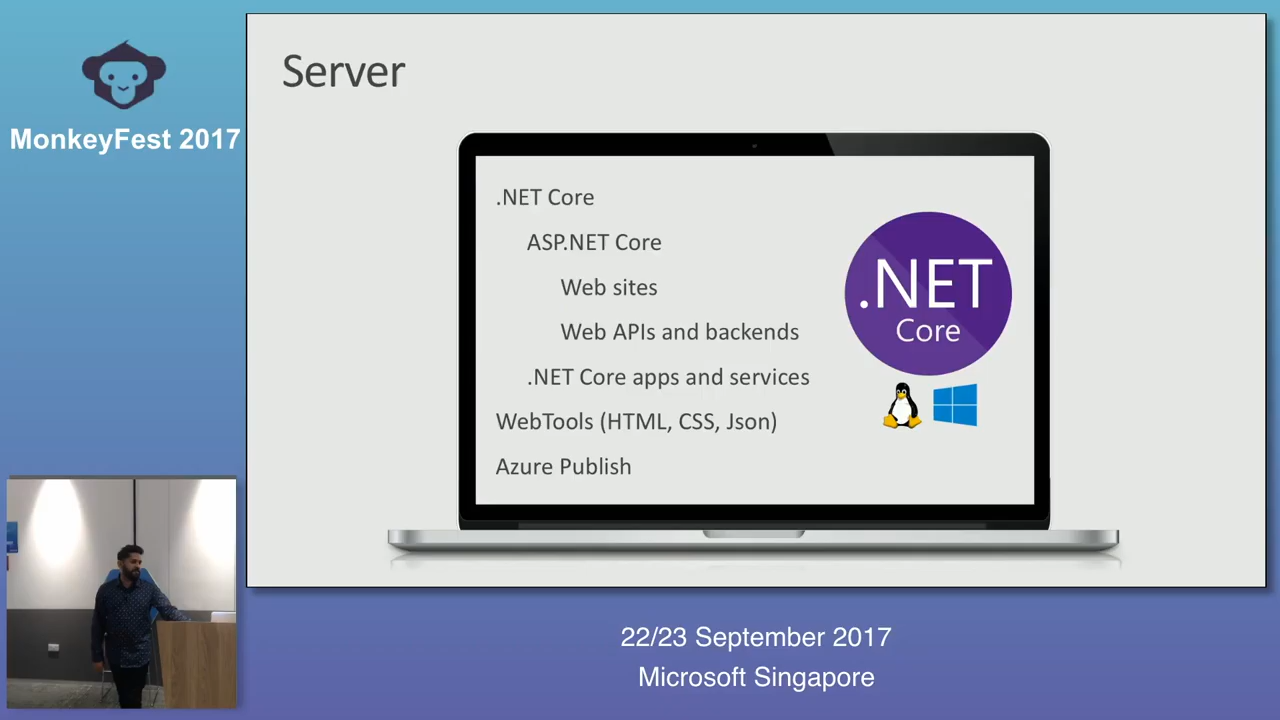 MonkeyFest 2017
Server
.NET Core
ASP.NET Core
Web sites
Web APIs and backends
.NET Core apps and services
WebTools (HTML, CSS, Json)
Azure Publish
.NET
Core
22/23 September 2017
Microsoft Singapore